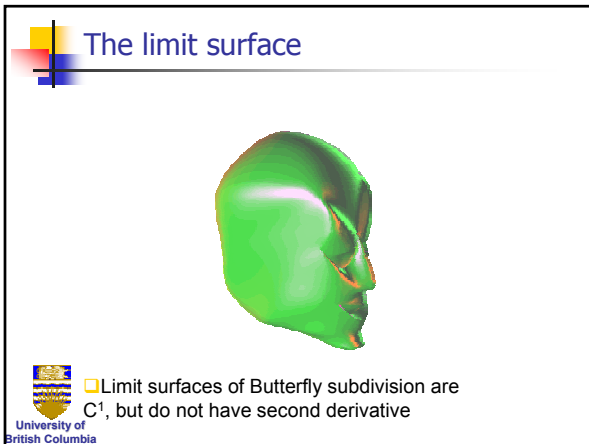 The limit surface
Limit surfaces of Butterfly subdivision are
C¹, but do not have second derivative
University of
British Columbia